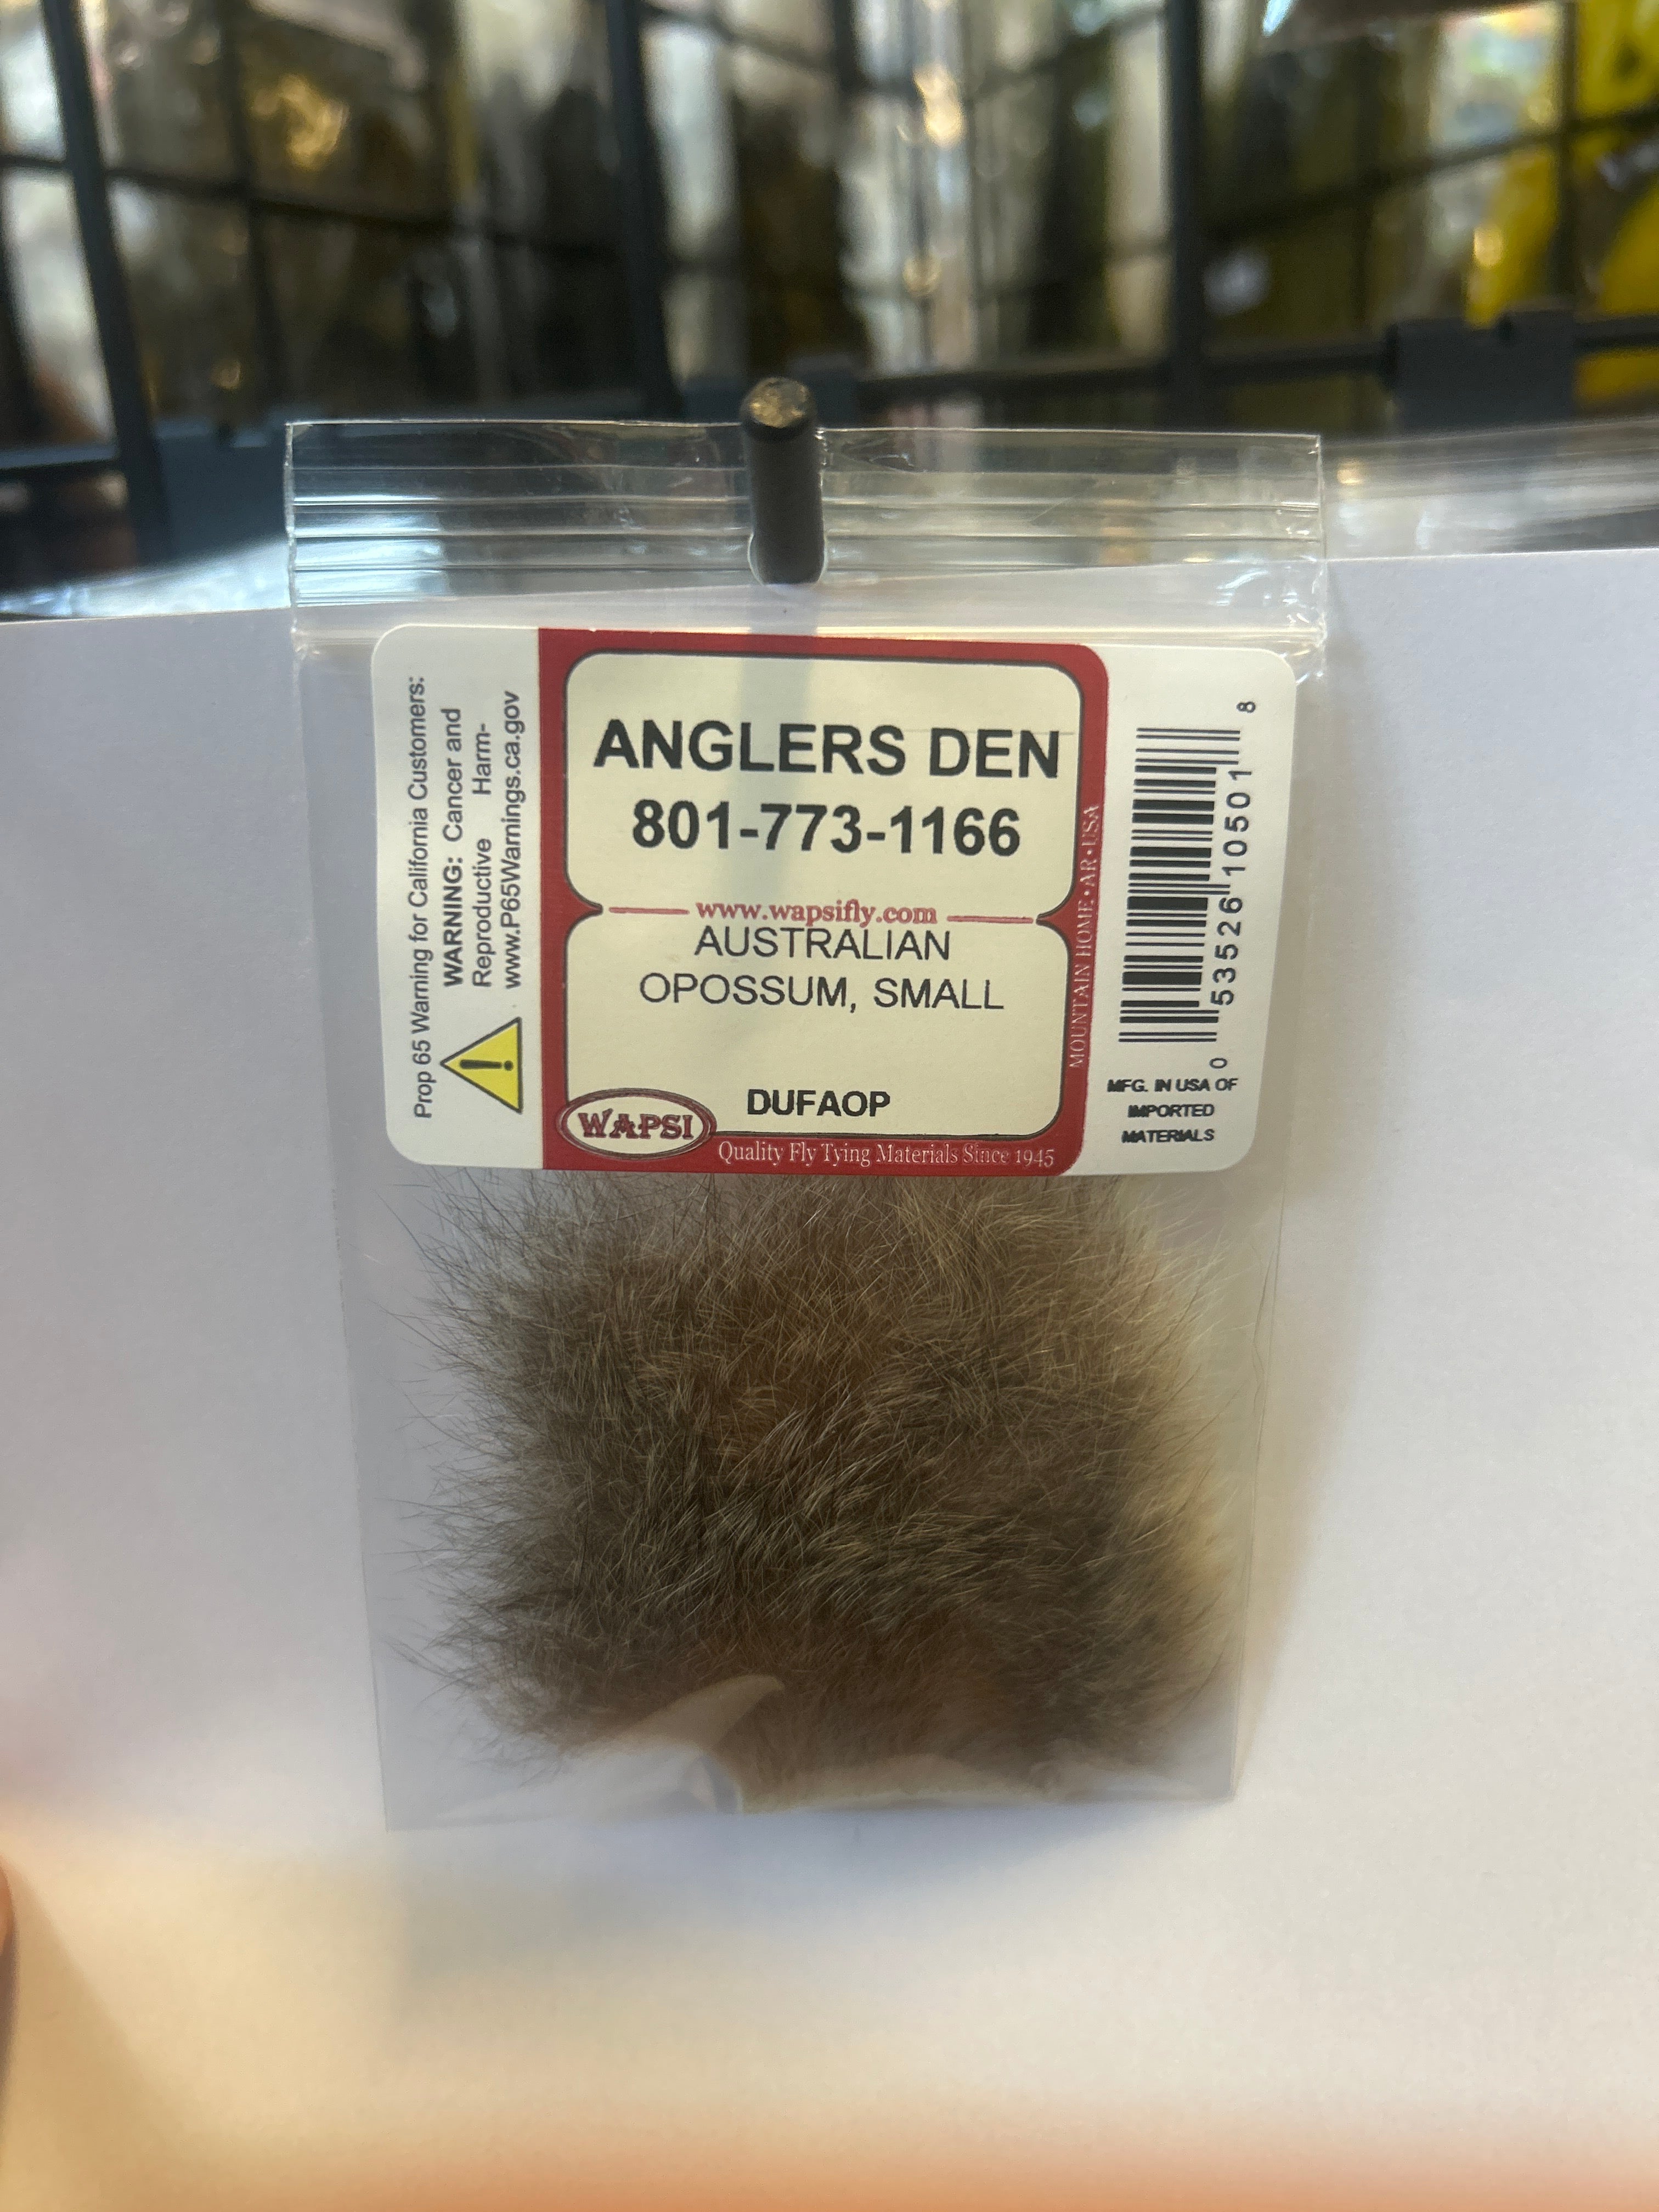 Prop 65 Warning for California Customers:
WARNING: Cancer and
Reproductive Harm-
www.P65Warnings.ca.gov
ANGLERS DEN
801-773-1166
www.wapsifly.com
AUSTRALIAN
OPOSSUM, SMALL
DUFAOP
WAPSI
Quality Fly Tying Materials Since 1945
MOUNTAIN HOME • AR • USA
0 53526 10501 8
MFG. IN USA OF
IMPORTED
MATERIALS